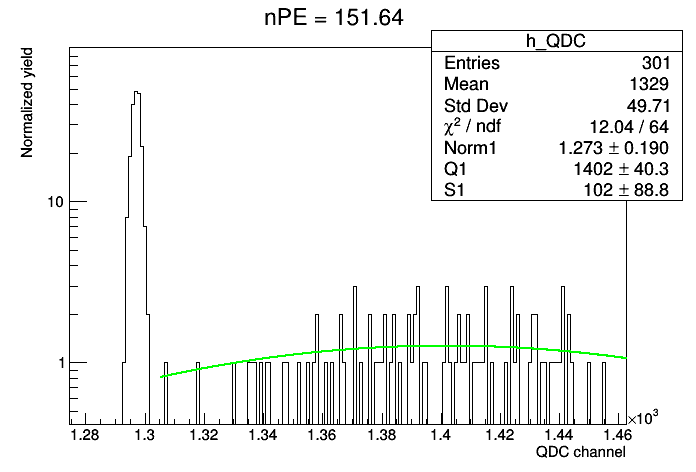 nPE = 151.64
h_QDC
Entries 301
Mean 1329
Std Dev 49.71
χ² / ndf 12.04 / 64
Norm1 1.273 ± 0.190
Q1 1402 ± 40.3
S1 102 ± 88.8
Normalized yield
10
1
1.28 1.3 1.32 1.34 1.36 1.38 1.4 1.42 1.44 1.46
×10³
QDC channel